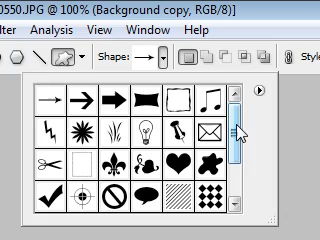 0550.JPG @ 100% (Background copy, RGB/8)]
lter Analysis View Window Help
Shape: Style